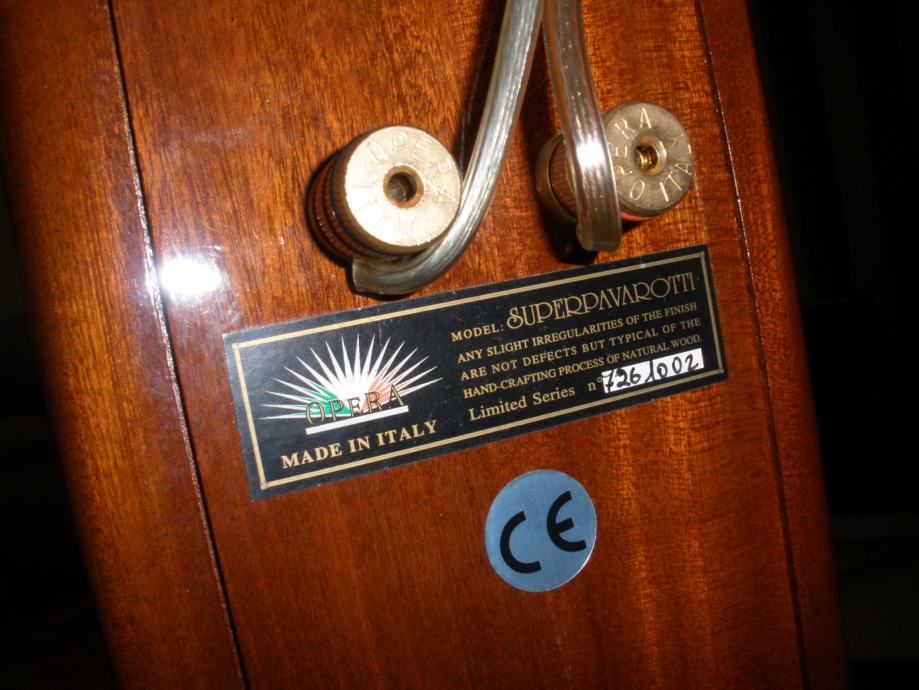 OPERA ITALY
OPERA ITALY
MODEL: SUPERPAVAROTTI
ANY SLIGHT IRREGULARITIES OF THE FINISH
ARE NOT DEFECTS BUT TYPICAL OF THE
HAND-CRAFTING PROCESS OF NATURAL WOOD.
Limited Series n° 726/002
OPERA
MADE IN ITALY
CE